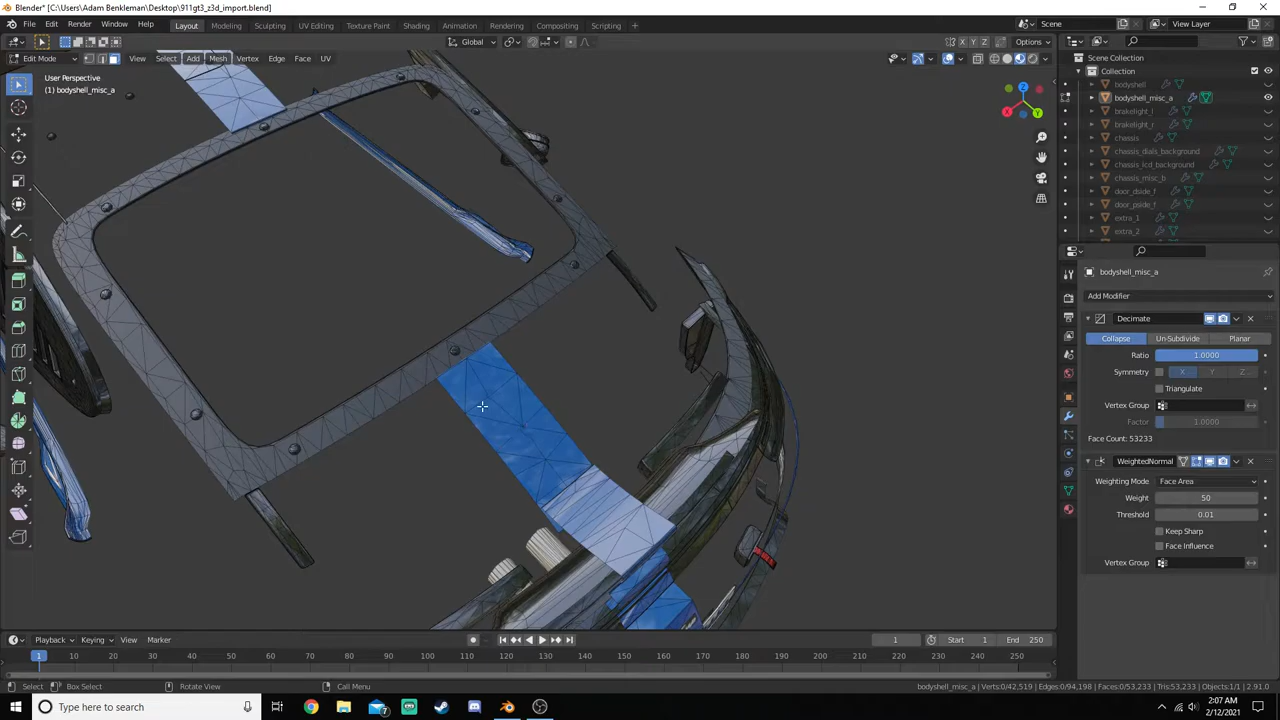 Blender* [C:\Users\Adam Benkleman\Desktop\911gt3_z3d_import.blend]
File Edit Render Window Help Layout Modeling Sculpting UV Editing Texture Paint Shading Animation Rendering Compositing Scripting Scene View Layer
Global Options
Edit Mode View Select Add Mesh Vertex Edge Face UV
User Perspective
(1) bodyshell_misc_a
X Y Z
Scene Collection
Collection
bodyshell
bodyshell_misc_a
brakelight_l
brakelight_r
chassis
chassis_dials_background
chassis_lcd_background
chassis_misc_b
door_dside_f
door_pside_f
extra_1
extra_2
bodyshell_misc_a
Add Modifier
Decimate
Collapse Un-Subdivide Planar
Ratio 1.0000
Symmetry X Y Z
Triangulate
Vertex Group
Factor 1.0000
Face Count: 53233
WeightedNormal
Weighting Mode Face Area
Weight 50
Threshold 0.01
Keep Sharp
Face Influence
Vertex Group
Playback Keying View Marker 1 Start 1 End 250
1 10 20 30 40 50 60 70 80 90 100 110 120 130 140 150 160 170 180 190 200 210 220 230 240 250
Select Box Select Rotate View Call Menu bodyshell_misc_a | Verts:0/42,519 | Edges:0/94,198 | Faces:0/53,233 | Tris:53,233 | Objects:1/1 | 2.91.0
Type here to search
2:07 AM
2/12/2021